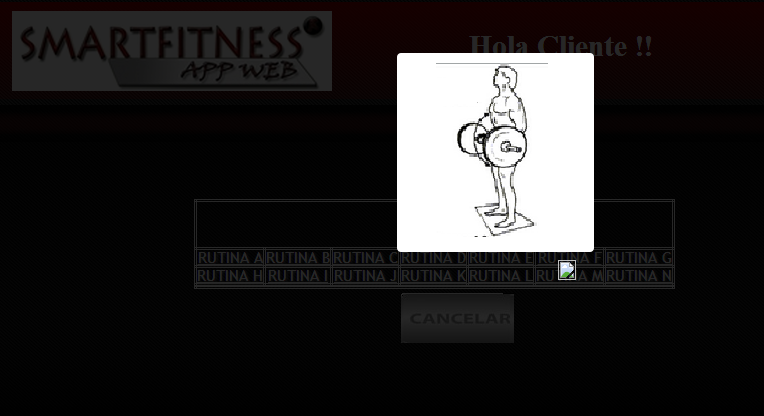 SMARTFITNESS
APP WEB
Hola Cliente !!
RUTINA A RUTINA B RUTINA C RUTINA D RUTINA E RUTINA F RUTINA G
RUTINA H RUTINA I RUTINA J RUTINA K RUTINA L RUTINA M RUTINA N
CANCELAR